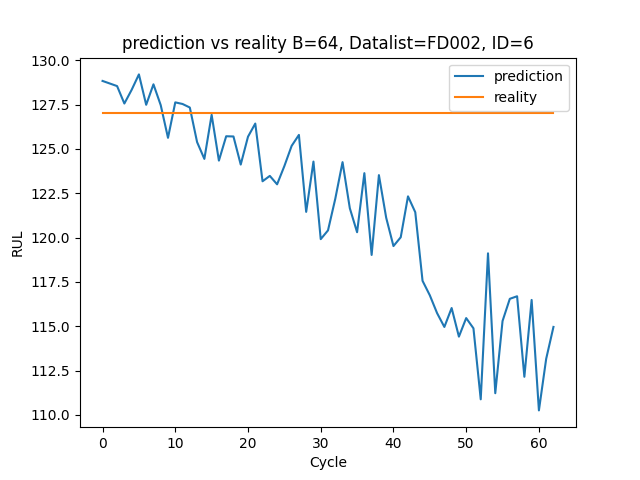 prediction vs reality B=64, Datalist=FD002, ID=6
prediction
reality
RUL
130.0
127.5
125.0
122.5
120.0
117.5
115.0
112.5
110.0
0 10 20 30 40 50 60
Cycle